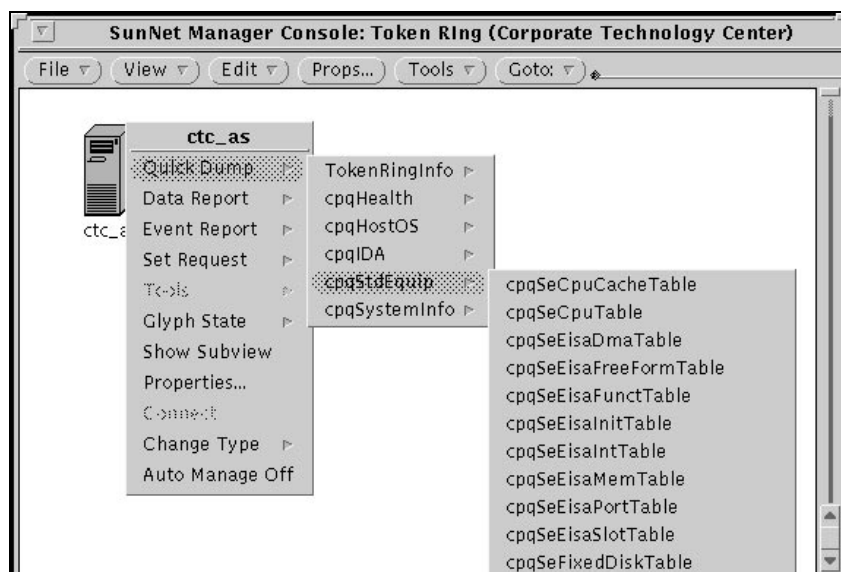 SunNet Manager Console: Token RIng (Corporate Technology Center)
File View Edit Props... Tools Goto:
ctc_as
Quick Dump
Data Report
Event Report
Set Request
Tools
Glyph State
Show Subview
Properties...
Connect
Change Type
Auto Manage Off
TokenRingInfo
cpqHealth
cpqHostOS
cpqIDA
cpqStdEquip
cpqSystemInfo
cpqSeCpuCacheTable
cpqSeCpuTable
cpqSeEisaDmaTable
cpqSeEisaFreeFormTable
cpqSeEisaFunctTable
cpqSeEisaInitTable
cpqSeEisaIntTable
cpqSeEisaMemTable
cpqSeEisaPortTable
cpqSeEisaSlotTable
cpqSeFixedDiskTable